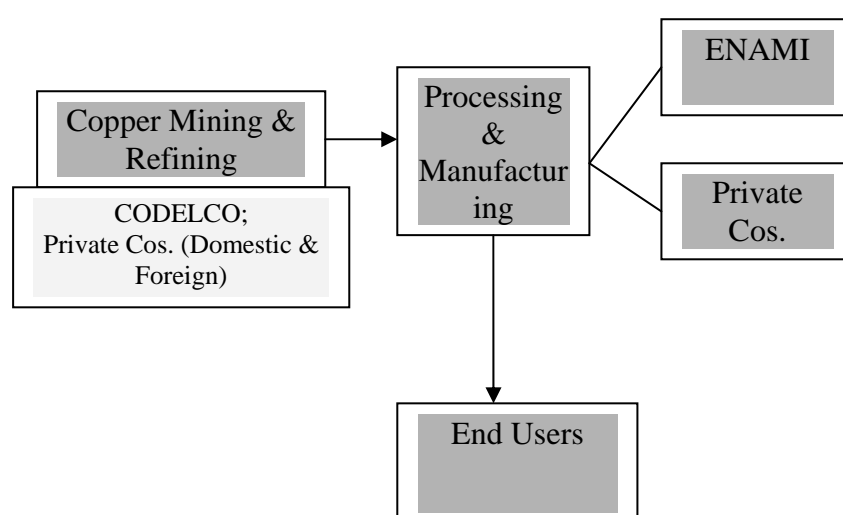 Copper Mining &
Refining
CODELCO;
Private Cos. (Domestic &
Foreign)
Processing
&
Manufactur
ing
ENAMI
Private
Cos.
End Users